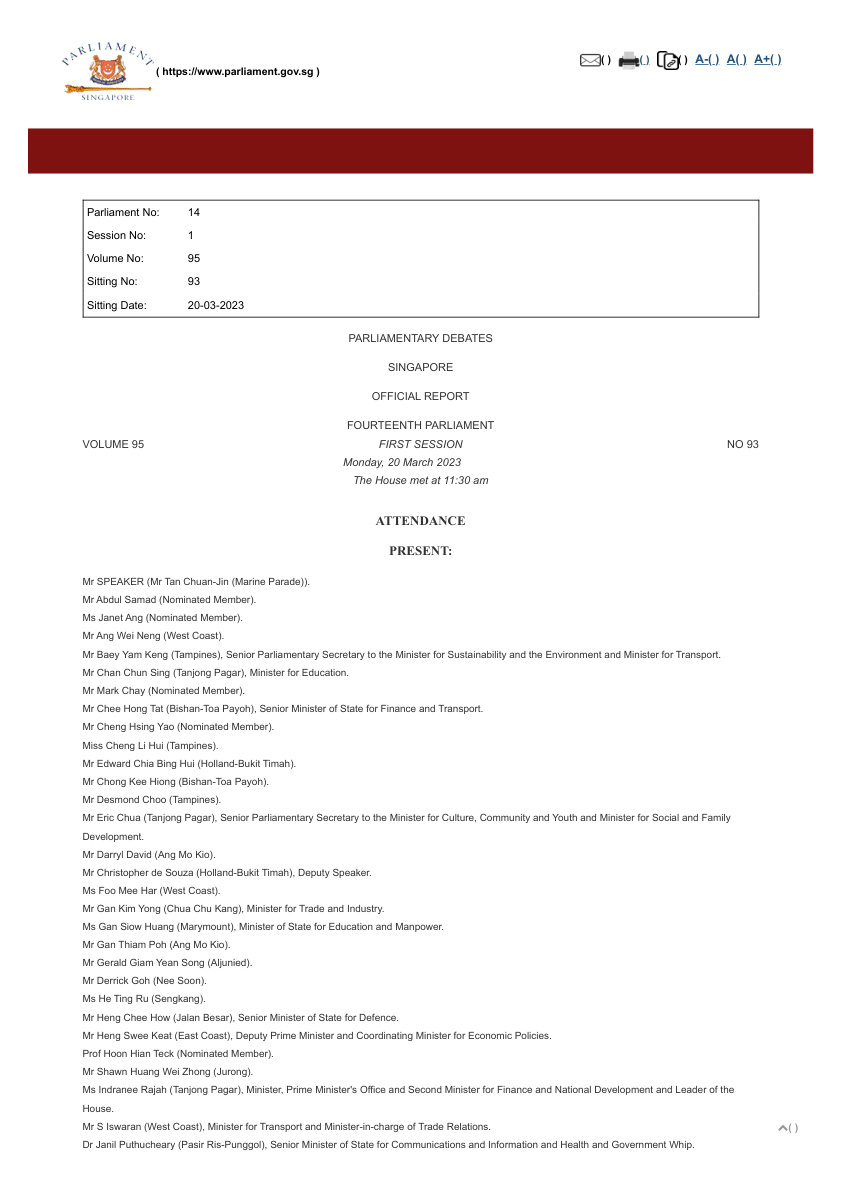 PARLIAMENT
SINGAPORE
( https://www.parliament.gov.sg )
( ) ( ) ( ) A-( ) A( ) A+( )
Parliament No: 14
Session No: 1
Volume No: 95
Sitting No: 93
Sitting Date: 20-03-2023
PARLIAMENTARY DEBATES
SINGAPORE
OFFICIAL REPORT
FOURTEENTH PARLIAMENT
VOLUME 95 FIRST SESSION NO 93
Monday, 20 March 2023
The House met at 11:30 am
ATTENDANCE
PRESENT:
Mr SPEAKER (Mr Tan Chuan-Jin (Marine Parade)).
Mr Abdul Samad (Nominated Member).
Ms Janet Ang (Nominated Member).
Mr Ang Wei Neng (West Coast).
Mr Baey Yam Keng (Tampines), Senior Parliamentary Secretary to the Minister for Sustainability and the Environment and Minister for Transport.
Mr Chan Chun Sing (Tanjong Pagar), Minister for Education.
Mr Mark Chay (Nominated Member).
Mr Chee Hong Tat (Bishan-Toa Payoh), Senior Minister of State for Finance and Transport.
Mr Cheng Hsing Yao (Nominated Member).
Miss Cheng Li Hui (Tampines).
Mr Edward Chia Bing Hui (Holland-Bukit Timah).
Mr Chong Kee Hiong (Bishan-Toa Payoh).
Mr Desmond Choo (Tampines).
Mr Eric Chua (Tanjong Pagar), Senior Parliamentary Secretary to the Minister for Culture, Community and Youth and Minister for Social and Family
Development.
Mr Darryl David (Ang Mo Kio).
Mr Christopher de Souza (Holland-Bukit Timah), Deputy Speaker.
Ms Foo Mee Har (West Coast).
Mr Gan Kim Yong (Chua Chu Kang), Minister for Trade and Industry.
Ms Gan Siow Huang (Marymount), Minister of State for Education and Manpower.
Mr Gan Thiam Poh (Ang Mo Kio).
Mr Gerald Giam Yean Song (Aljunied).
Mr Derrick Goh (Nee Soon).
Ms He Ting Ru (Sengkang).
Mr Heng Chee How (Jalan Besar), Senior Minister of State for Defence.
Mr Heng Swee Keat (East Coast), Deputy Prime Minister and Coordinating Minister for Economic Policies.
Prof Hoon Hian Teck (Nominated Member).
Mr Shawn Huang Wei Zhong (Jurong).
Ms Indranee Rajah (Tanjong Pagar), Minister, Prime Minister's Office and Second Minister for Finance and National Development and Leader of the
House.
Mr S Iswaran (West Coast), Minister for Transport and Minister-in-charge of Trade Relations.
( )
Dr Janil Puthucheary (Pasir Ris-Punggol), Senior Minister of State for Communications and Information and Health and Government Whip.